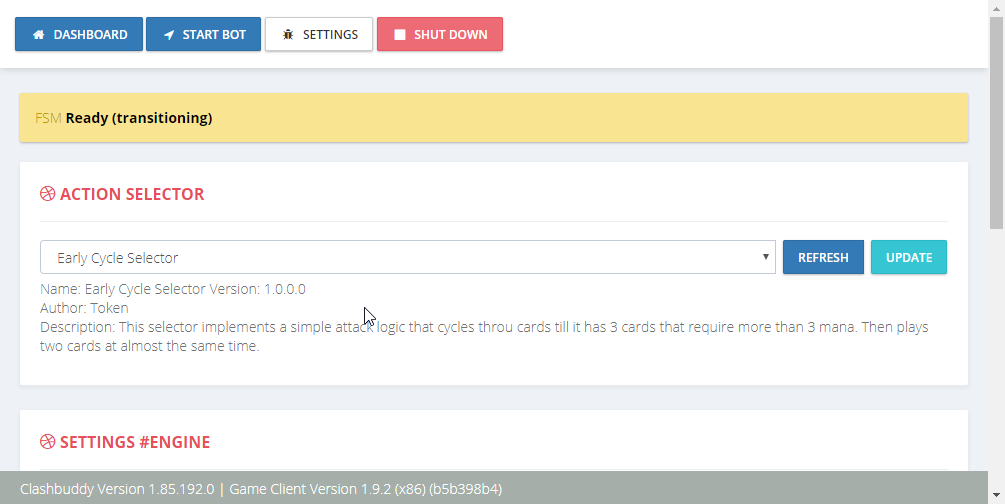 DASHBOARD START BOT SETTINGS SHUT DOWN
FSM Ready (transitioning)
ACTION SELECTOR
Early Cycle Selector REFRESH UPDATE
Name: Early Cycle Selector Version: 1.0.0.0
Author: Token
Description: This selector implements a simple attack logic that cycles throu cards till it has 3 cards that require more than 3 mana. Then plays
two cards at almost the same time.
SETTINGS #ENGINE
Clashbuddy Version 1.85.192.0 | Game Client Version 1.9.2 (x86) (b5b398b4)